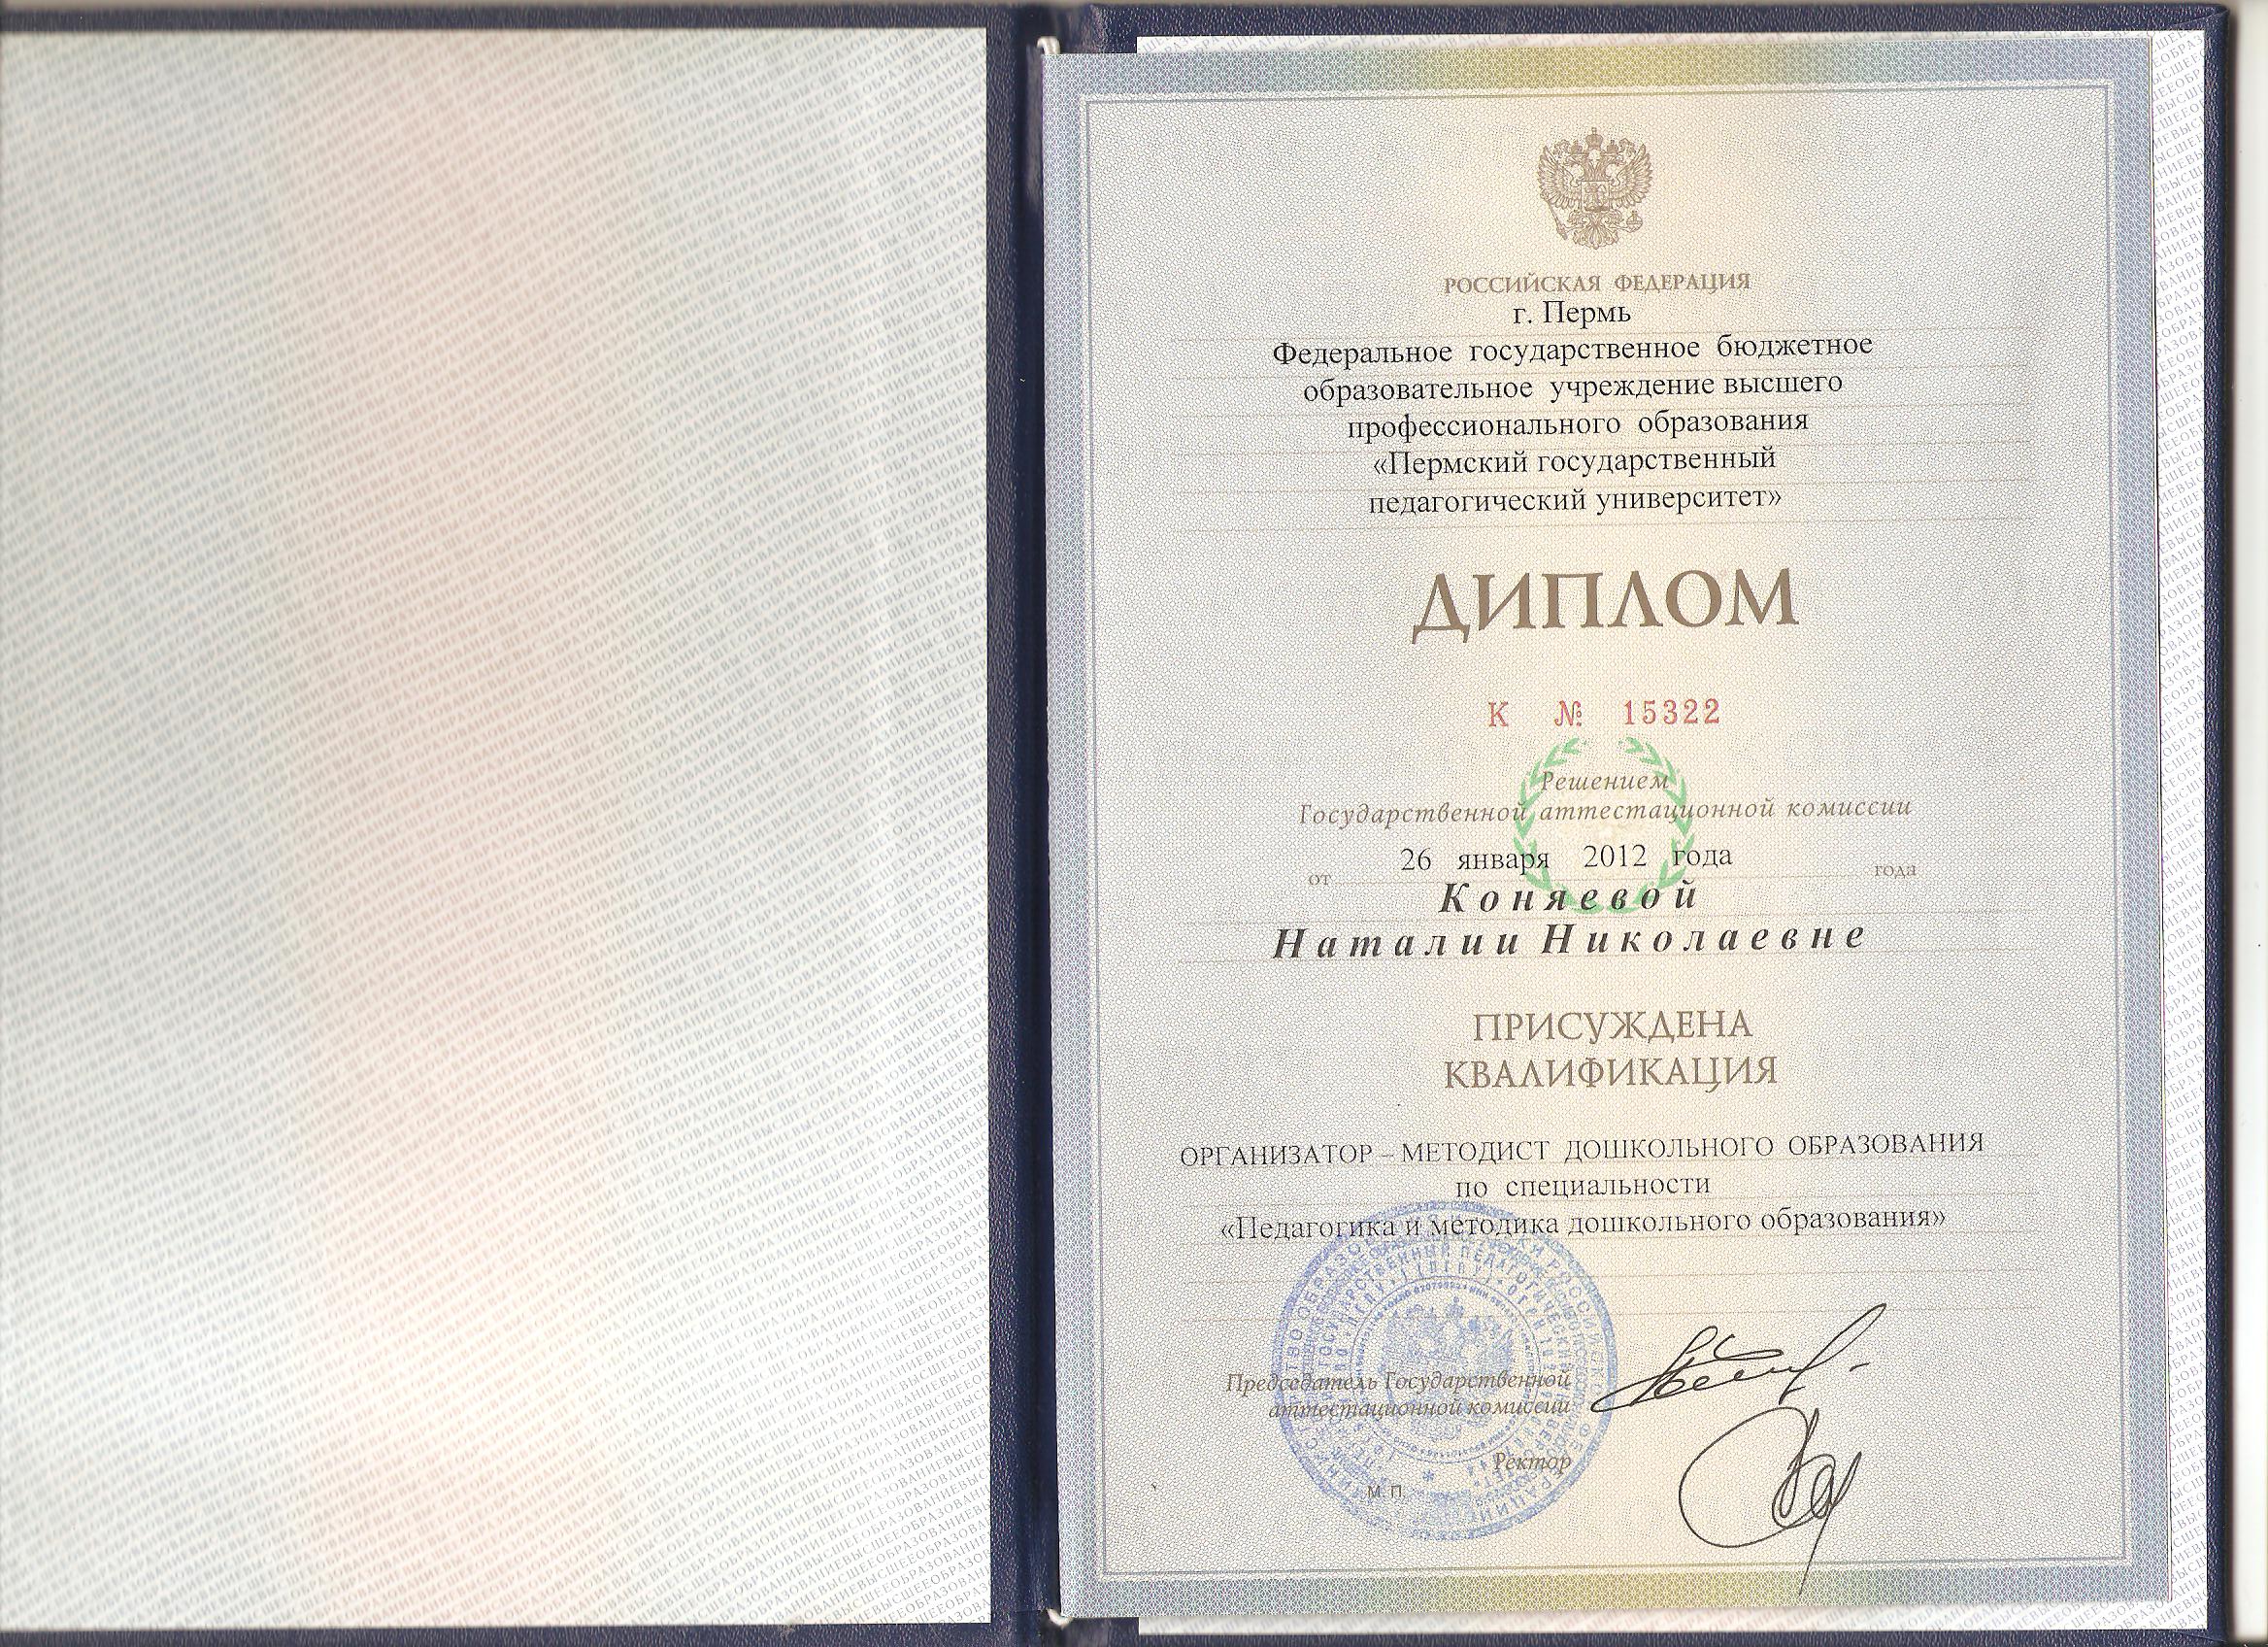 РОССИЙСКАЯ ФЕДЕРАЦИЯ
г. Пермь
Федеральное государственное бюджетное
образовательное учреждение высшего
профессионального образования
«Пермский государственный
педагогический университет»
ДИПЛОМ
К № 15322
Решением
Государственной аттестационной комиссии
от 26 января 2012 года года
Коняевой
Наталии Николаевне
ПРИСУЖДЕНА
КВАЛИФИКАЦИЯ
ОРГАНИЗАТОР – МЕТОДИСТ ДОШКОЛЬНОГО ОБРАЗОВАНИЯ
по специальности
«Педагогика и методика дошкольного образования»
Председатель Государственной
аттестационной комиссии
Ректор
М. П.